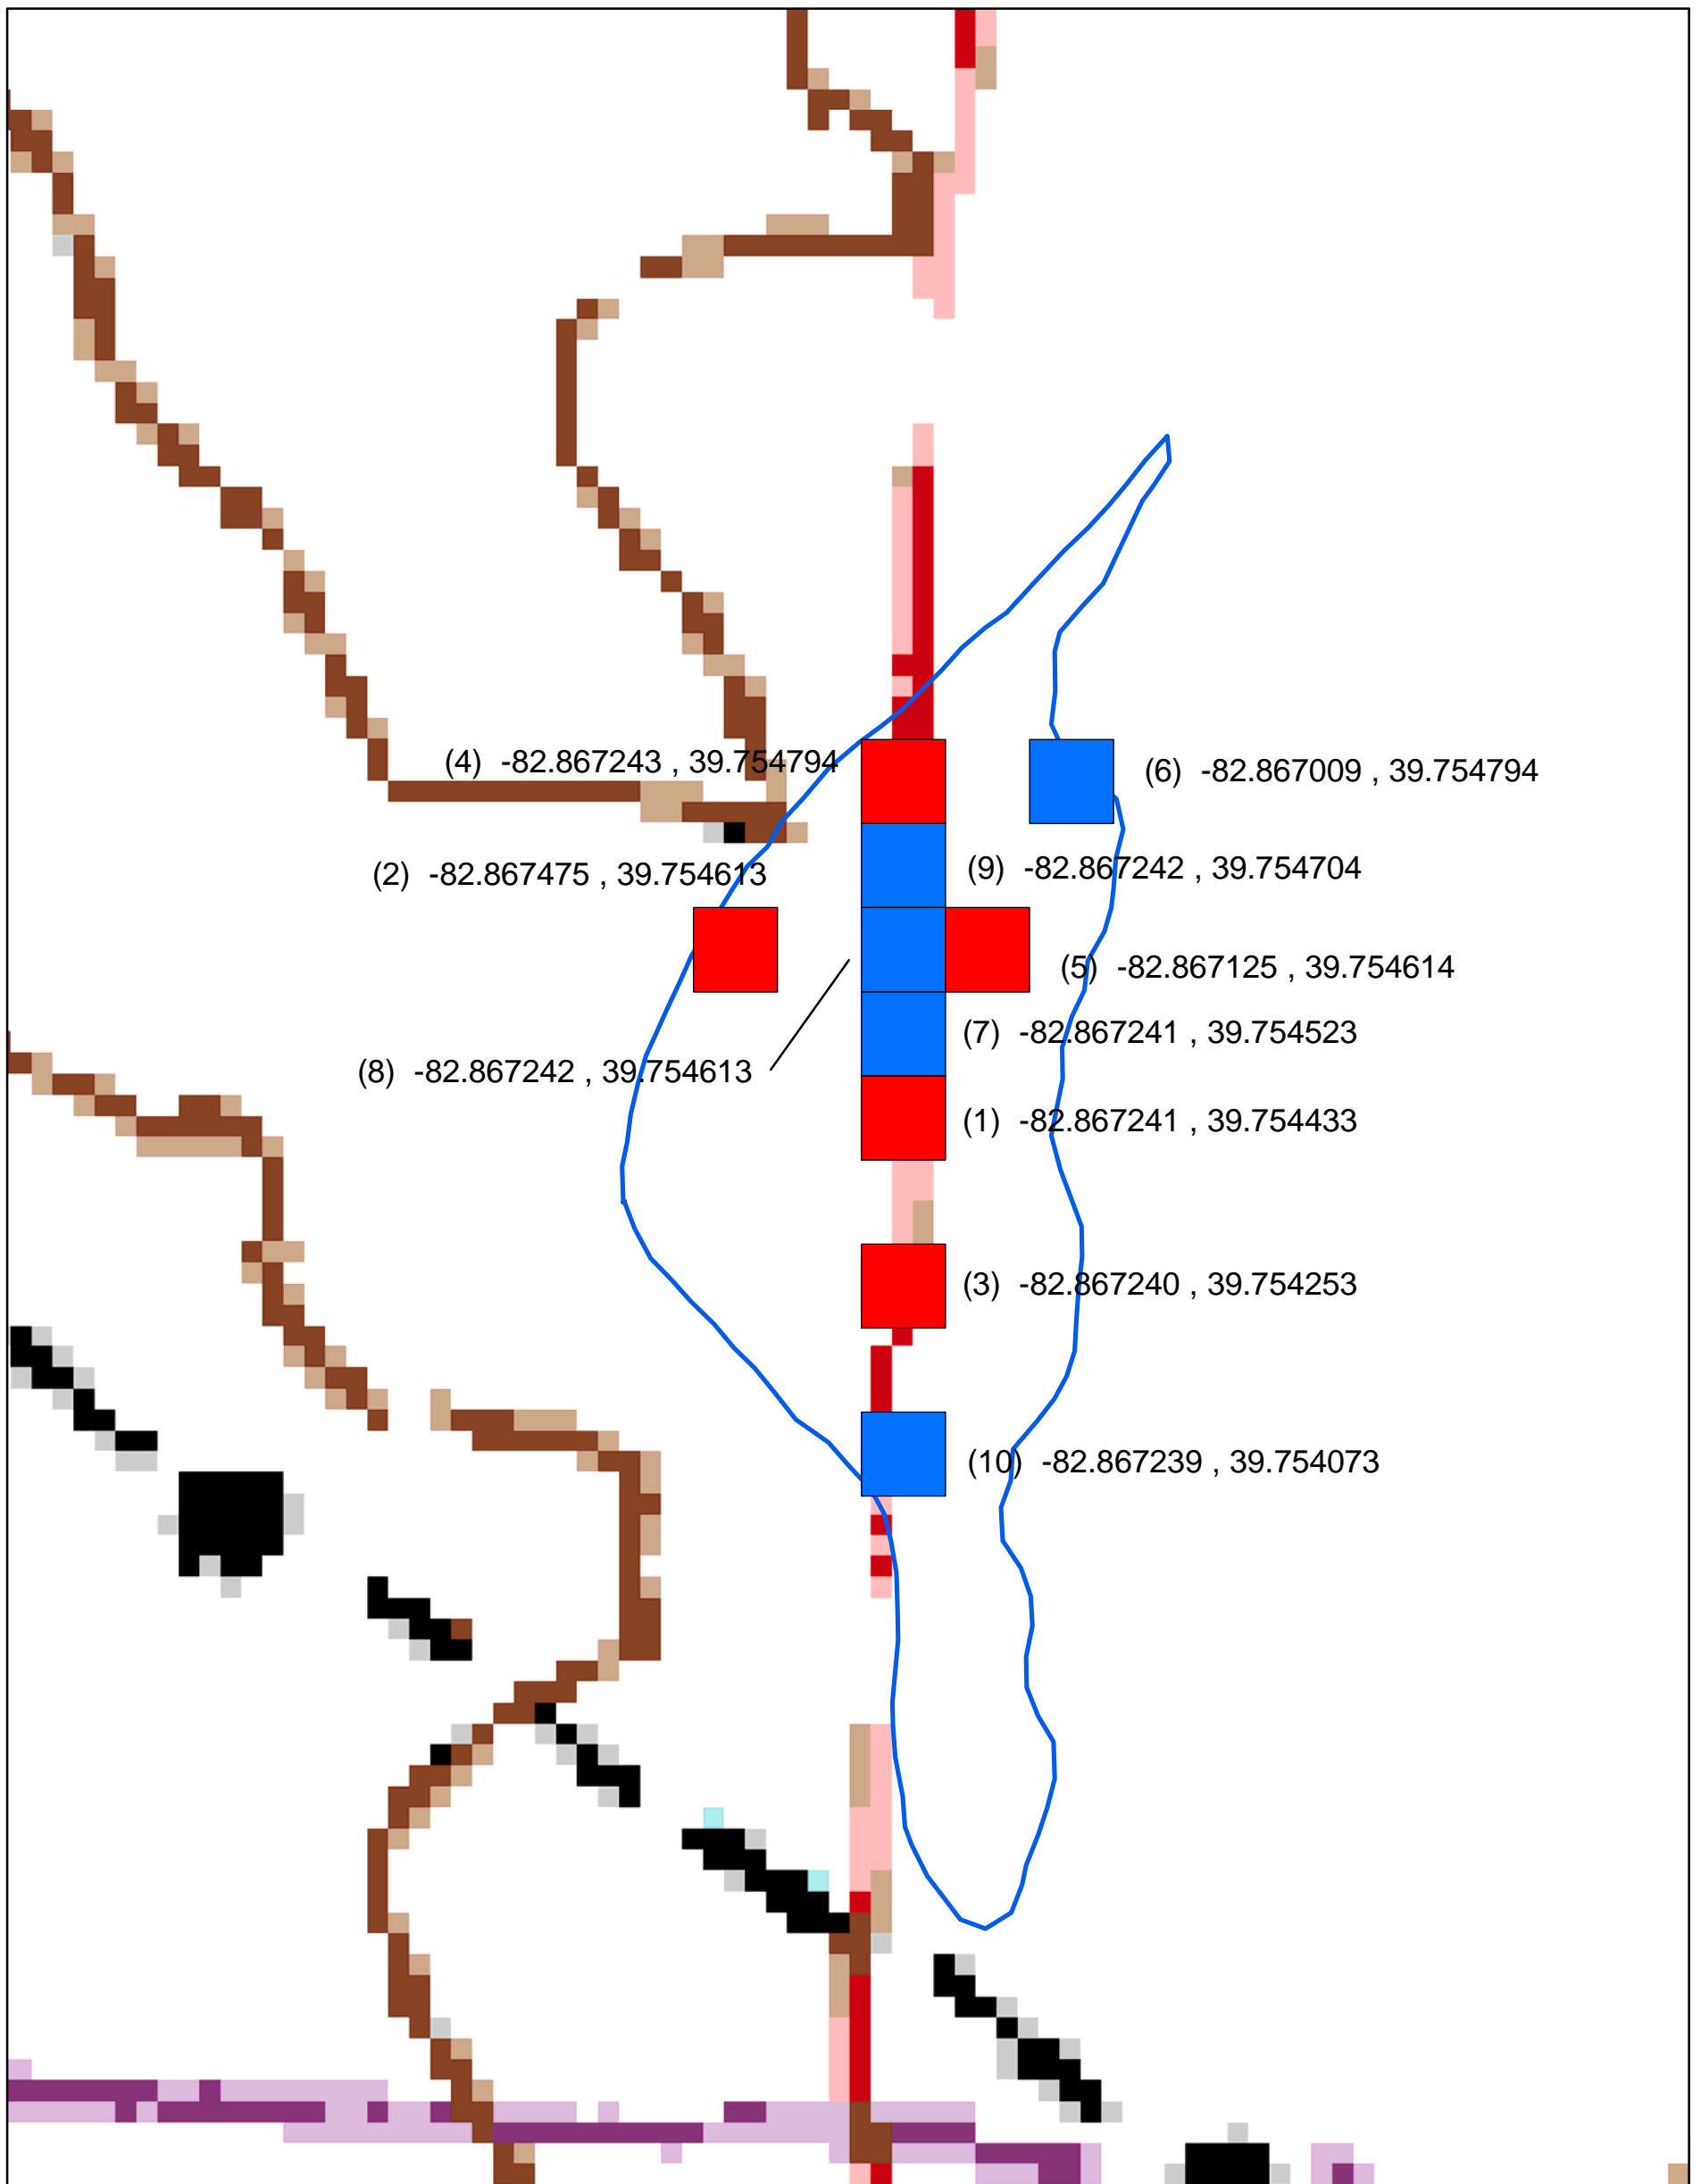 (4)  -82.867243 , 39.754794
(6)  -82.867009 , 39.754794
(2)  -82.867475 , 39.754613
(9)  -82.867242 , 39.754704
(5)  -82.867125 , 39.754614
(7)  -82.867241 , 39.754523
(8)  -82.867242 , 39.754613
(1)  -82.867241 , 39.754433
(3)  -82.867240 , 39.754253
(10)  -82.867239 , 39.754073